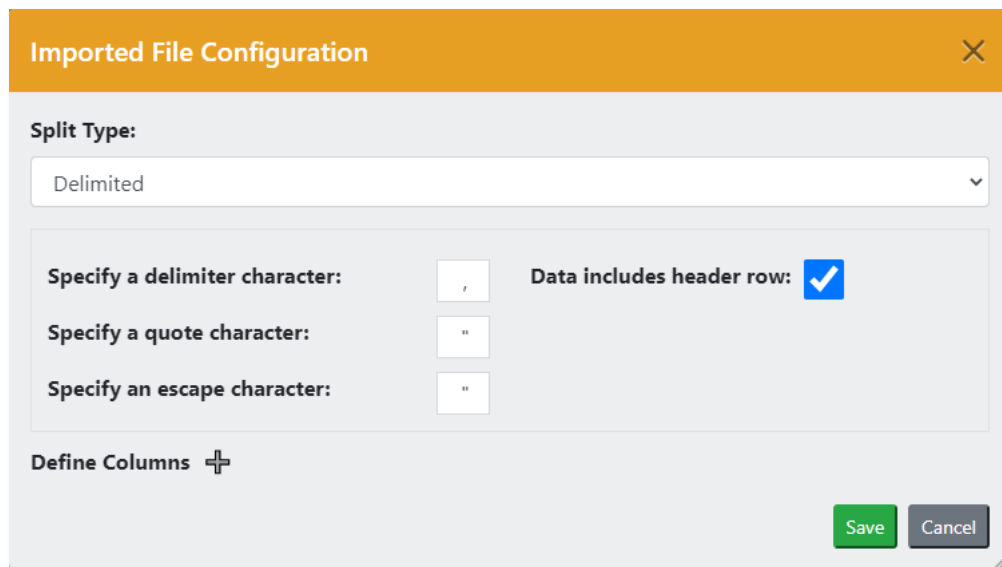 Imported File Configuration
Split Type:
Delimited
Specify a delimiter character: , Data includes header row:
Specify a quote character: "
Specify an escape character: "
Define Columns
Save Cancel